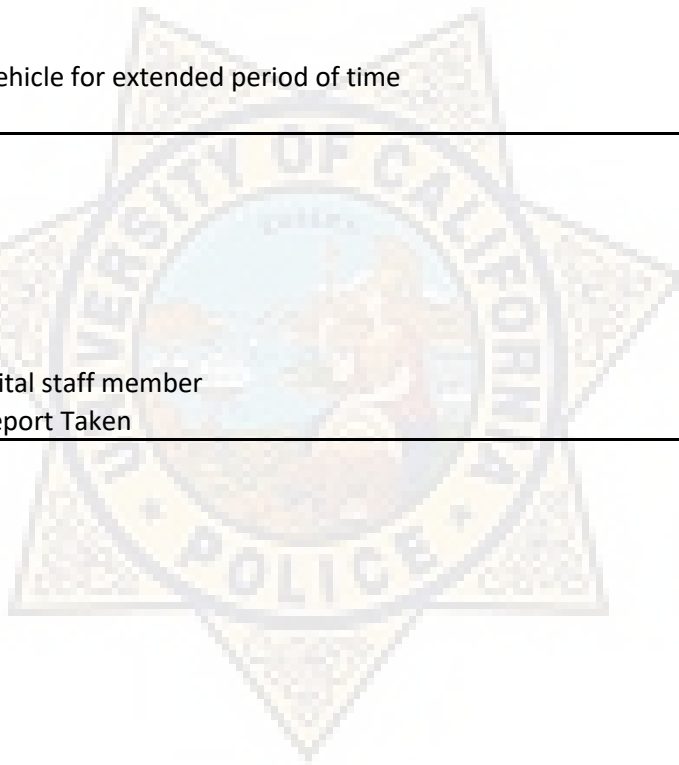 ehicle for extended period of time
UNIVERSITY OF CALIFORNIA
ital staff member
eport Taken
POLICE